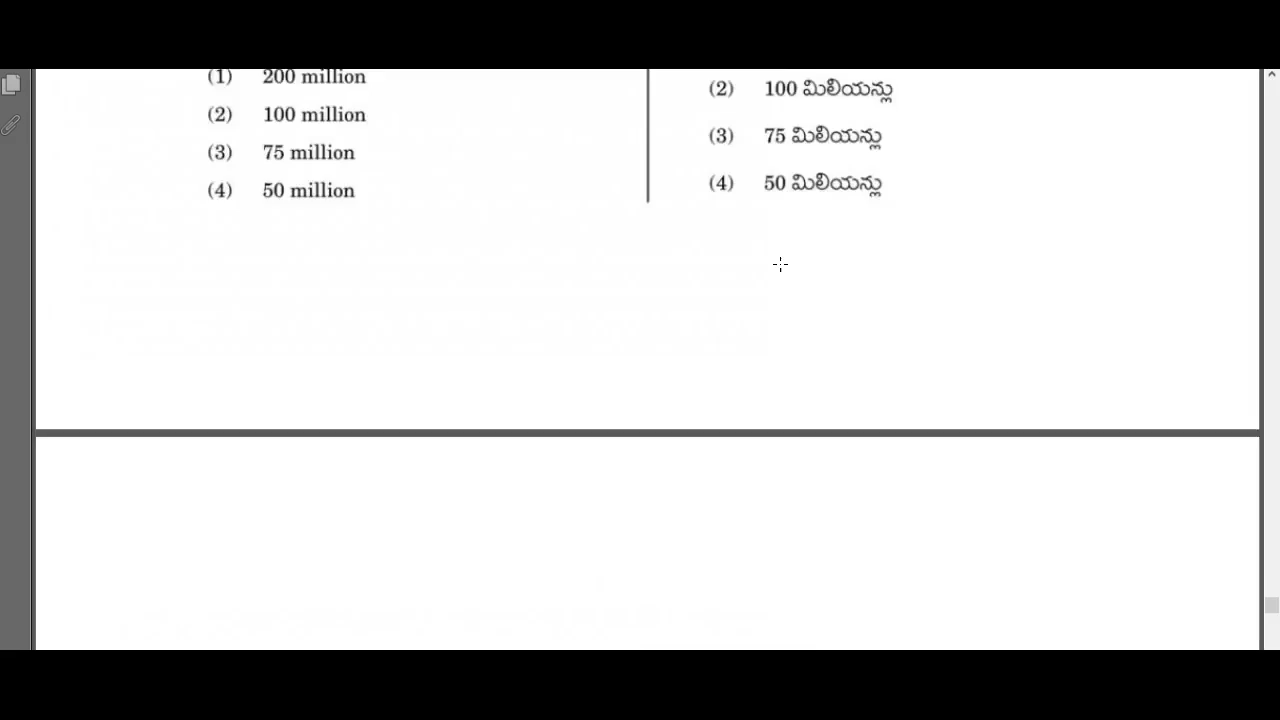 (1) 200 million
(2) 100 million
(3) 75 million
(4) 50 million
(2) 100 మిలియన్లు
(3) 75 మిలియన్లు
(4) 50 మిలియన్లు